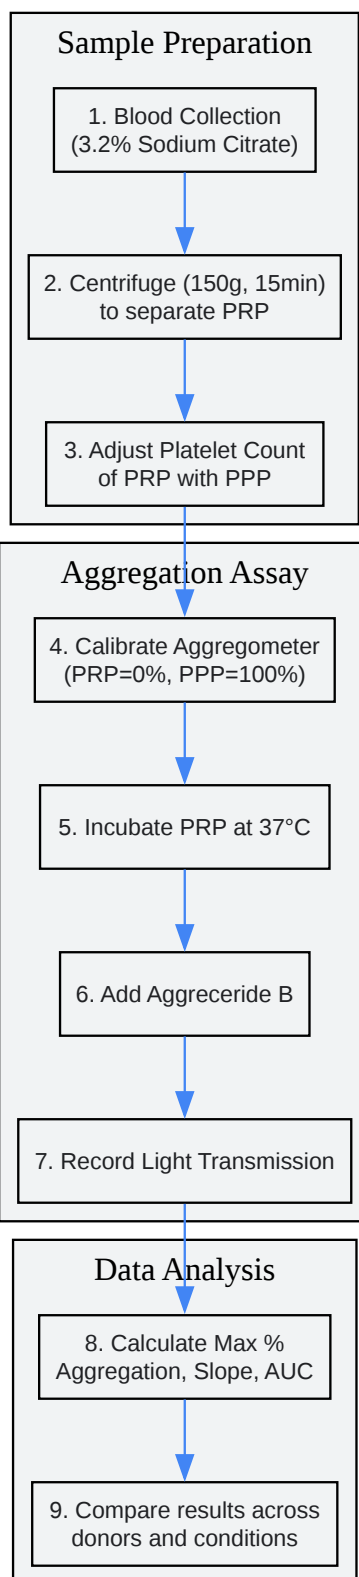 Sample Preparation
1. Blood Collection
(3.2% Sodium Citrate)
2. Centrifuge (150g, 15min)
to separate PRP
3. Adjust Platelet Count
of PRP with PPP
Aggregation Assay
4. Calibrate Aggregometer
(PRP=0%, PPP=100%)
5. Incubate PRP at 37°C
6. Add Aggreceride B
7. Record Light Transmission
Data Analysis
8. Calculate Max %
Aggregation, Slope, AUC
9. Compare results across
donors and conditions